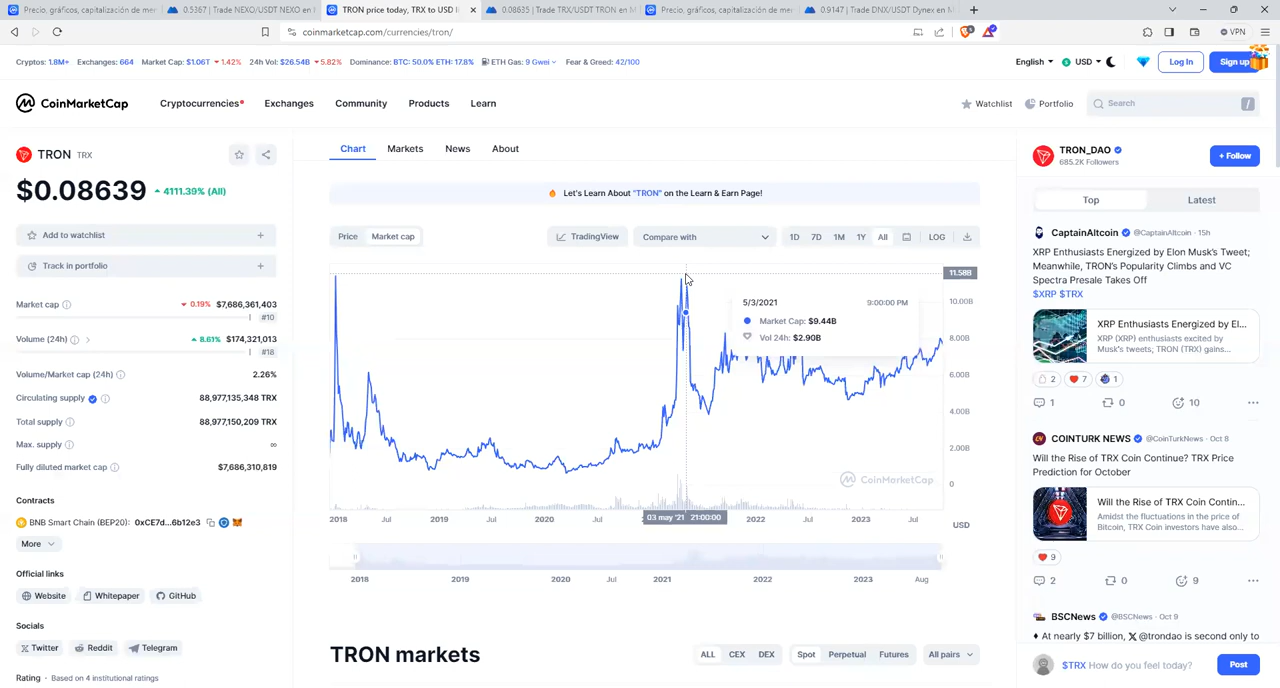 Precio, gráficos, capitalización de mer
0.5367 | Trade NEXO/USDT NEXO en
TRON price today, TRX to USD li
0.08635 | Trade TRX/USDT TRON en M
Precio, gráficos, capitalización de mer
0.9147 | Trade DNX/USDT Dynex en M
coinmarketcap.com/currencies/tron/
VPN
Cryptos: 1.8M+ Exchanges: 664 Market Cap: $1.06T 1.42% 24h Vol: $26.54B 5.82% Dominance: BTC: 50.0% ETH: 17.8% ETH Gas: 9 Gwei Fear & Greed: 42/100
English USD Log In Sign up
CoinMarketCap
Cryptocurrencies Exchanges Community Products Learn
Watchlist Portfolio Search /
TRON TRX
$0.08639 4111.39% (All)
Add to watchlist +
Track in portfolio +
Market cap 0.19% $7,686,361,403
#10
Volume (24h) 8.61% $174,321,013
#18
Volume/Market cap (24h) 2.26%
Circulating supply 88,977,135,348 TRX
Total supply 88,977,150,209 TRX
Max. supply ∞
Fully diluted market cap $7,686,310,819
Contracts
BNB Smart Chain (BEP20): 0xCE7d...6b12e3
More
Official links
Website Whitepaper GitHub
Socials
Twitter Reddit Telegram
Rating · Based on 4 institutional ratings
Chart Markets News About
Let's Learn About "TRON" on the Learn & Earn Page!
Price Market cap TradingView Compare with 1D 7D 1M 1Y All LOG
11.58B
10.00B
8.00B
6.00B
4.00B
2.00B
0
5/3/2021 9:00:00 PM
Market Cap: $9.44B
Vol 24h: $2.90B
CoinMarketCap
2018 Jul 2019 Jul 2020 Jul 03 may '21 21:00:00 2022 Jul 2023 Jul
USD
2018 2019 2020 Jul 2021 2022 2023 Aug
TRON markets
ALL CEX DEX Spot Perpetual Futures All pairs
TRON_DAO
685.2K Followers
+ Follow
Top Latest
CaptainAltcoin @CaptainAltcoin · 15h
XRP Enthusiasts Energized by Elon Musk's Tweet;
Meanwhile, TRON's Popularity Climbs and VC
Spectra Presale Takes Off
$XRP $TRX
XRP Enthusiasts Energized by El...
XRP (XRP) enthusiasts excited by
Musk's tweets; TRON (TRX) gains...
2 7 1
1 0 10
COINTURK NEWS @CoinTurkNews · Oct 8
Will the Rise of TRX Coin Continue? TRX Price
Prediction for October
Will the Rise of TRX Coin Contin...
Amidst the fluctuations in the price of
Bitcoin, TRX Coin investors have also...
9
2 0 9
BSCNews @BSCNews · Oct 9
At nearly $7 billion, @trondao is second only to
$TRX How do you feel today? Post